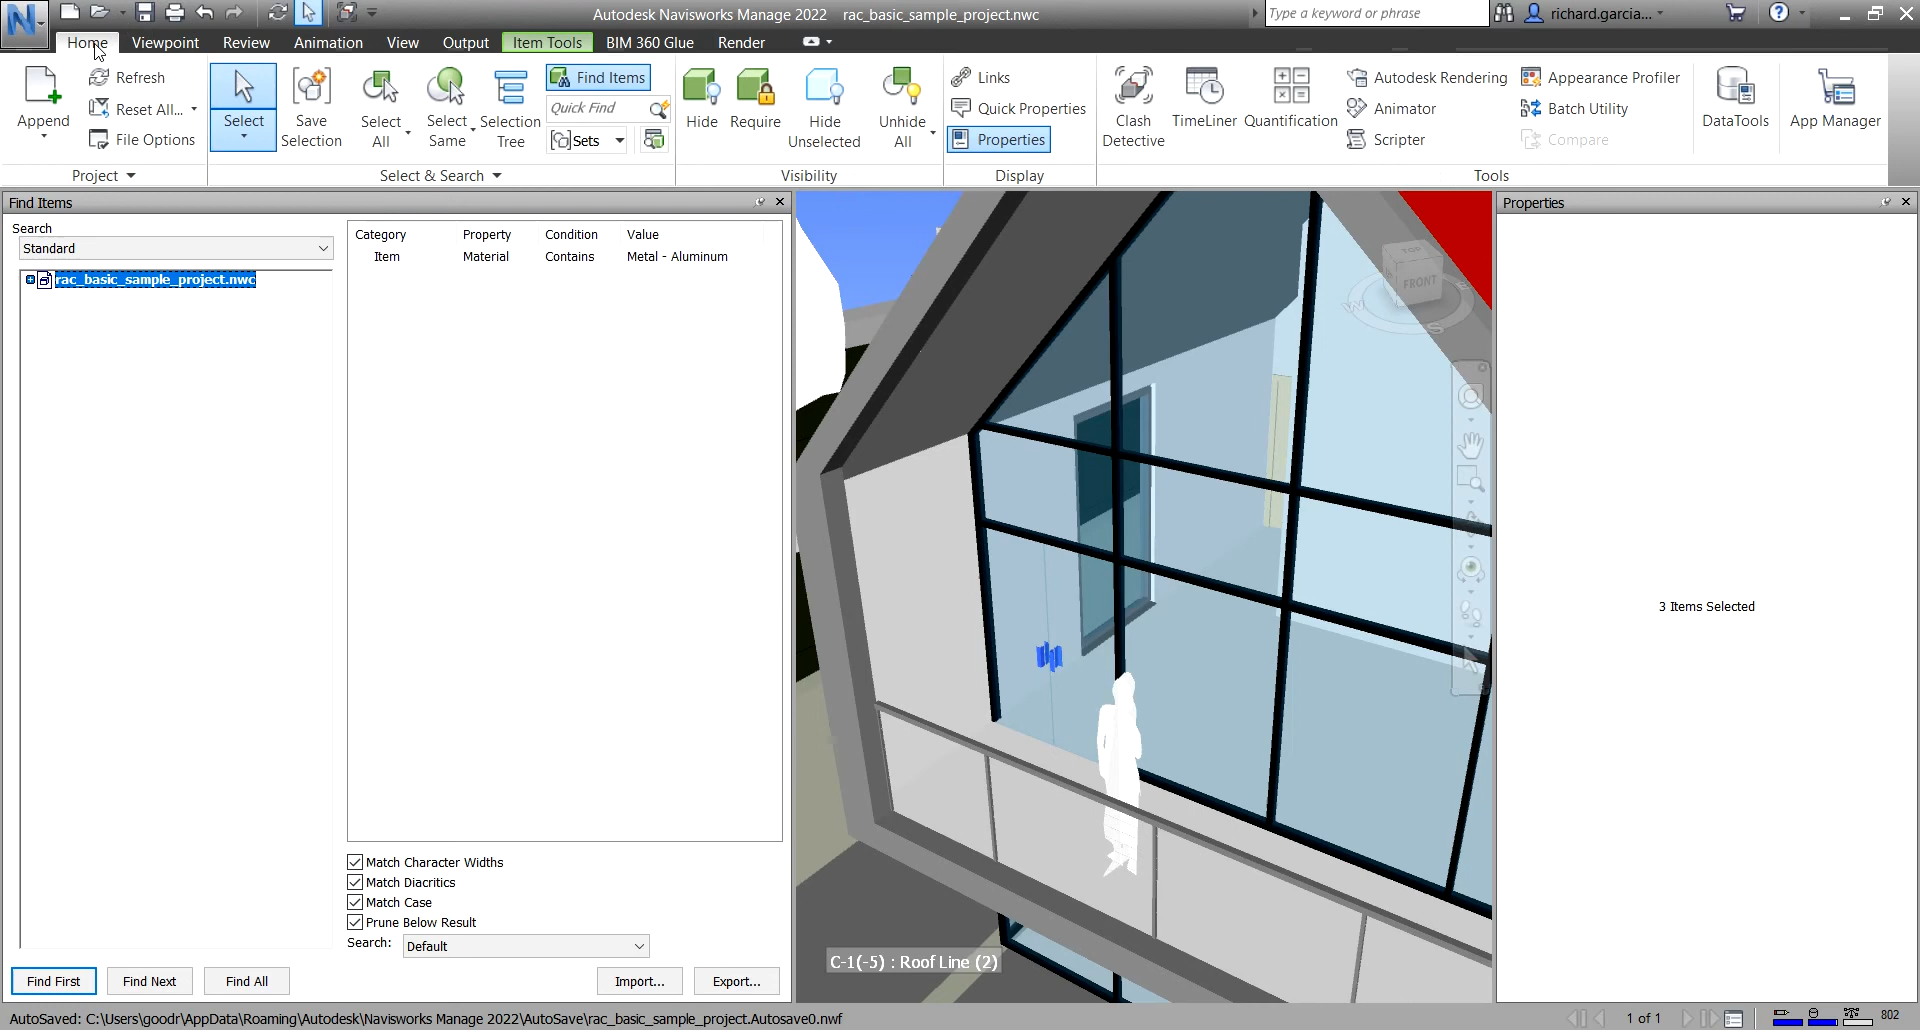 Autodesk Navisworks Manage 2022 rac_basic_sample_project.nwc
Type a keyword or phrase
richard.garcia...
Home Viewpoint Review Animation View Output Item Tools BIM 360 Glue Render
Append
Refresh
Reset All...
File Options
Project
Select
Save Selection
Select All
Select Same
Selection Tree
Find Items
Quick Find
Sets
Select & Search
Hide
Require
Hide Unselected
Unhide All
Visibility
Links
Quick Properties
Properties
Display
Clash Detective
TimeLiner
Quantification
Autodesk Rendering
Animator
Scripter
Appearance Profiler
Batch Utility
Compare
DataTools
App Manager
Tools
Find Items
Search
Standard
rac_basic_sample_project.nwc
Category Property Condition Value
Item Material Contains Metal - Aluminum
Match Character Widths
Match Diacritics
Match Case
Prune Below Result
Search: Default
Find First Find Next Find All Import... Export...
TOP
FRONT
W
S
C-1(-5) : Roof Line (2)
Properties
3 Items Selected
AutoSaved: C:\Users\goodr\AppData\Roaming\Autodesk\Navisworks Manage 2022\AutoSave\rac_basic_sample_project.Autosave0.nwf
1 of 1
802